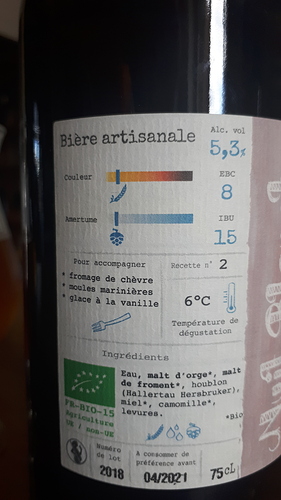 Bière artisanale
Alc. vol
5,3%
Couleur
EBC
8
Amertume
IBU
15
Pour accompagner
* fromage de chèvre
* moules marinières
* glace à la vanille
Recette n° 2
6°C
Température de
dégustation
Ingrédients
Eau, malt d'orge*, malt
de froment*, houblon
(Hallertau Hersbruker),
miel*, camomille*,
levures.
*Bio
FR-BIO-15
Agriculture
UE / non-UE
Numéro
de lot
2018
A consommer de
préférence avant
04/2021
75cL